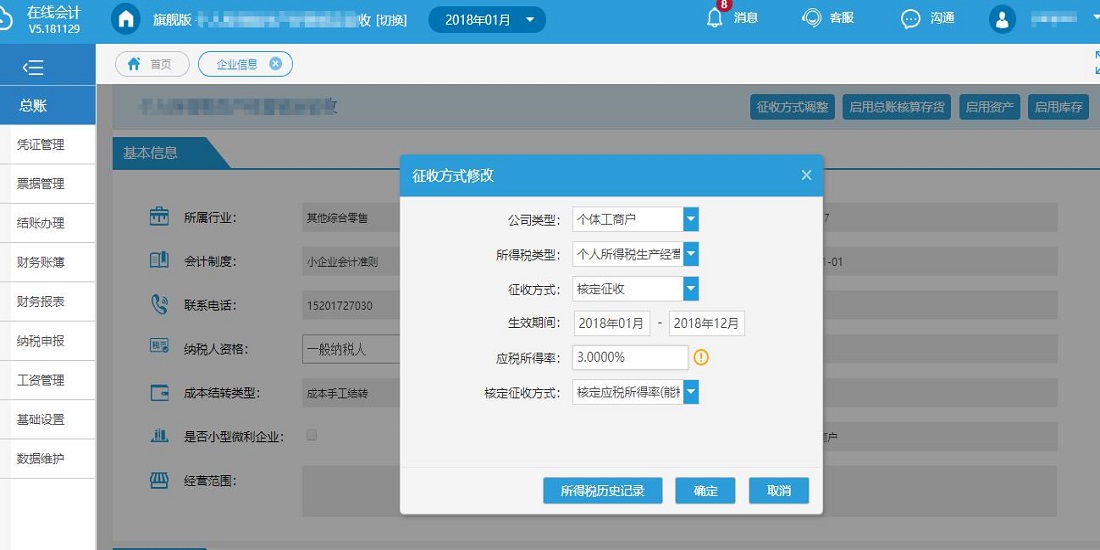 在线会计
V5.181129
旗舰版
收 [切换]
2018年01月
8
消息
客服
沟通
首页
企业信息
总账
凭证管理
票据管理
结账办理
财务账簿
财务报表
纳税申报
工资管理
基础设置
数据维护
收
征收方式调整
启用总账核算存货
启用资产
启用库存
基本信息
所属行业：
其他综合零售
7
会计制度：
小企业会计准则
1-01
联系电话：
15201727030
纳税人资格：
一般纳税人
成本结转类型：
成本手工结转
是否小型微利企业：
户
经营范围：
征收方式修改
公司类型：
个体工商户
所得税类型：
个人所得税生产经营
征收方式：
核定征收
生效期间：
2018年01月 - 2018年12月
应税所得率：
3.0000%
核定征收方式：
核定应税所得率(能
所得税历史记录
确定
取消